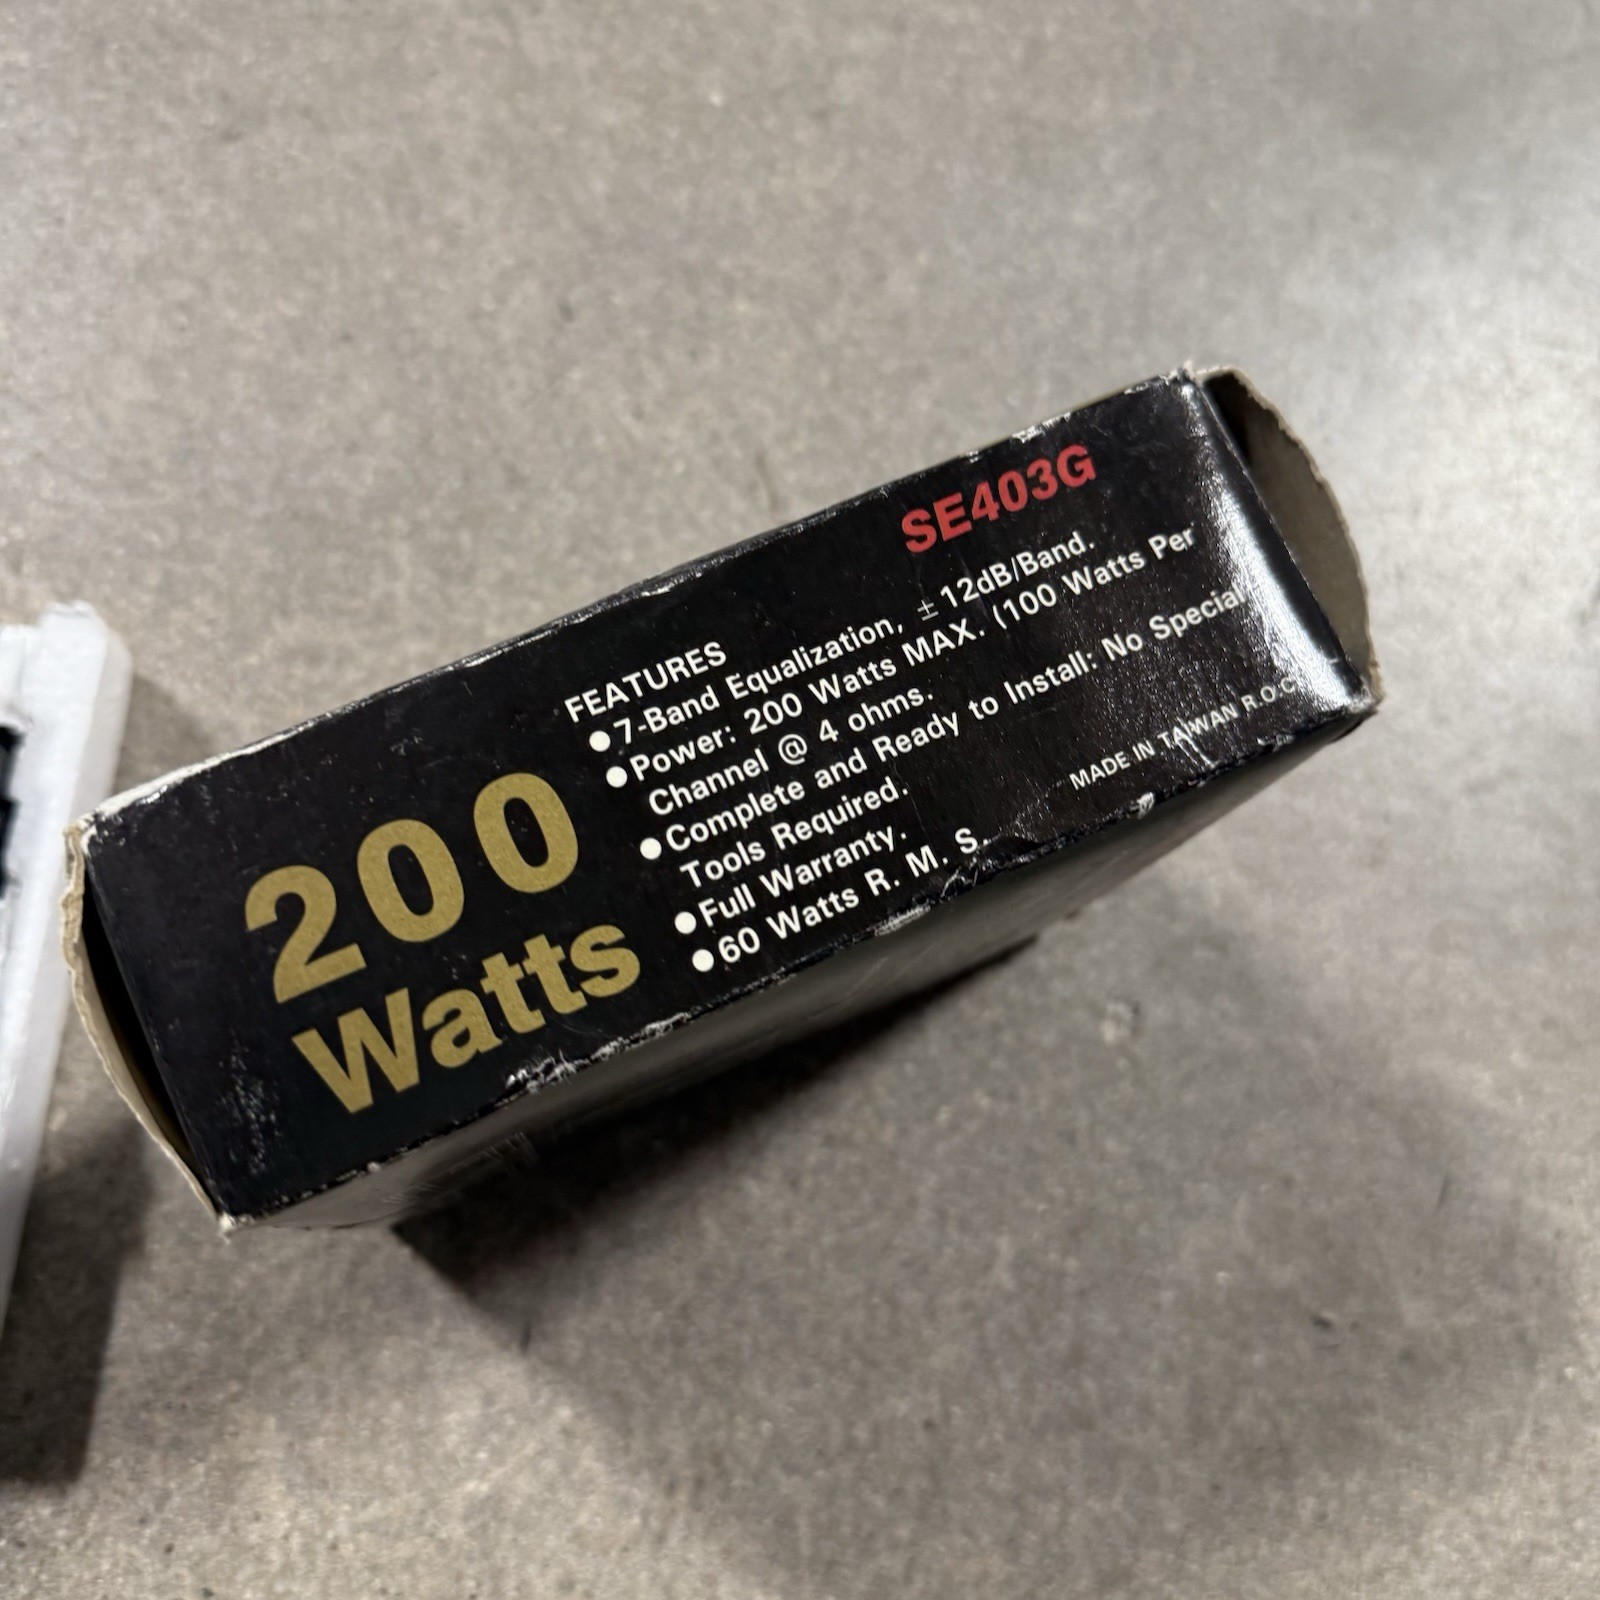 SE403G
200
Watts
FEATURES
●7-Band Equalization, ±12dB/Band.
●Power: 200 Watts MAX. (100 Watts Per
Channel @ 4 ohms.
●Complete and Ready to Install: No Special
Tools Required.
●Full Warranty.
●60 Watts R. M. S.
MADE IN TAIWAN R.O.C